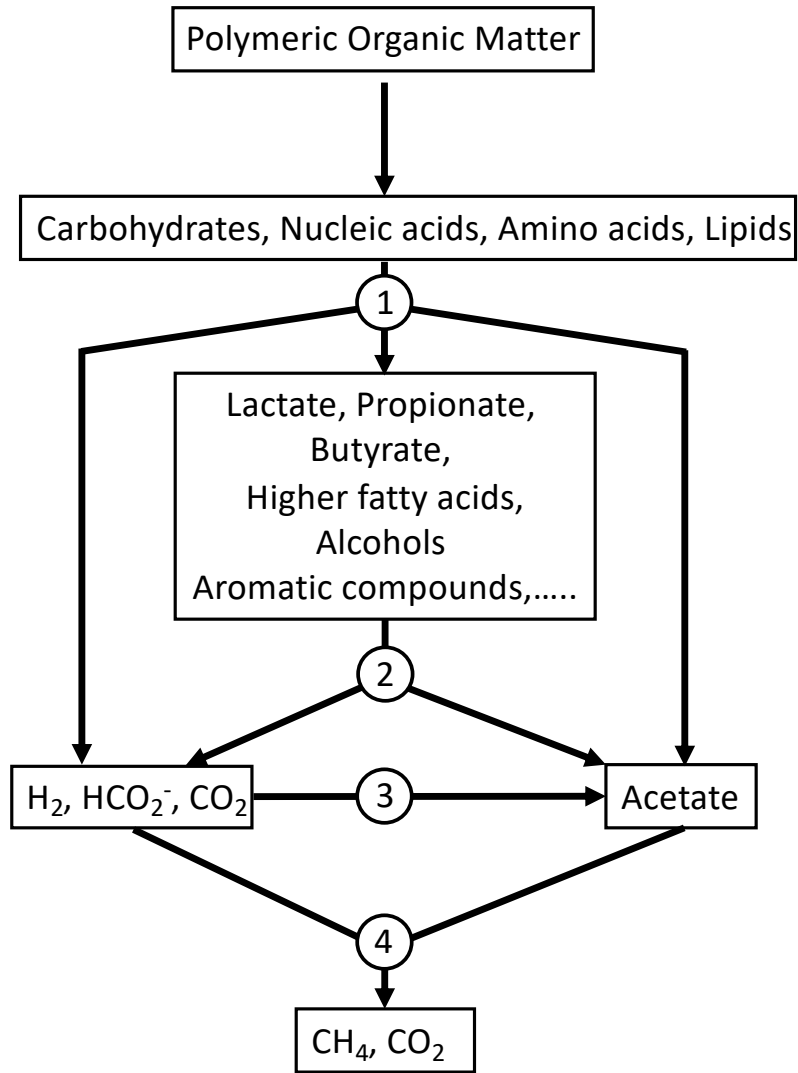 Polymeric Organic Matter
Carbohydrates, Nucleic acids, Amino acids, Lipids
1
Lactate, Propionate,
Butyrate,
Higher fatty acids,
Alcohols
Aromatic compounds,.....
2
H₂, HCO₂⁻, CO₂
3
Acetate
4
CH₄, CO₂